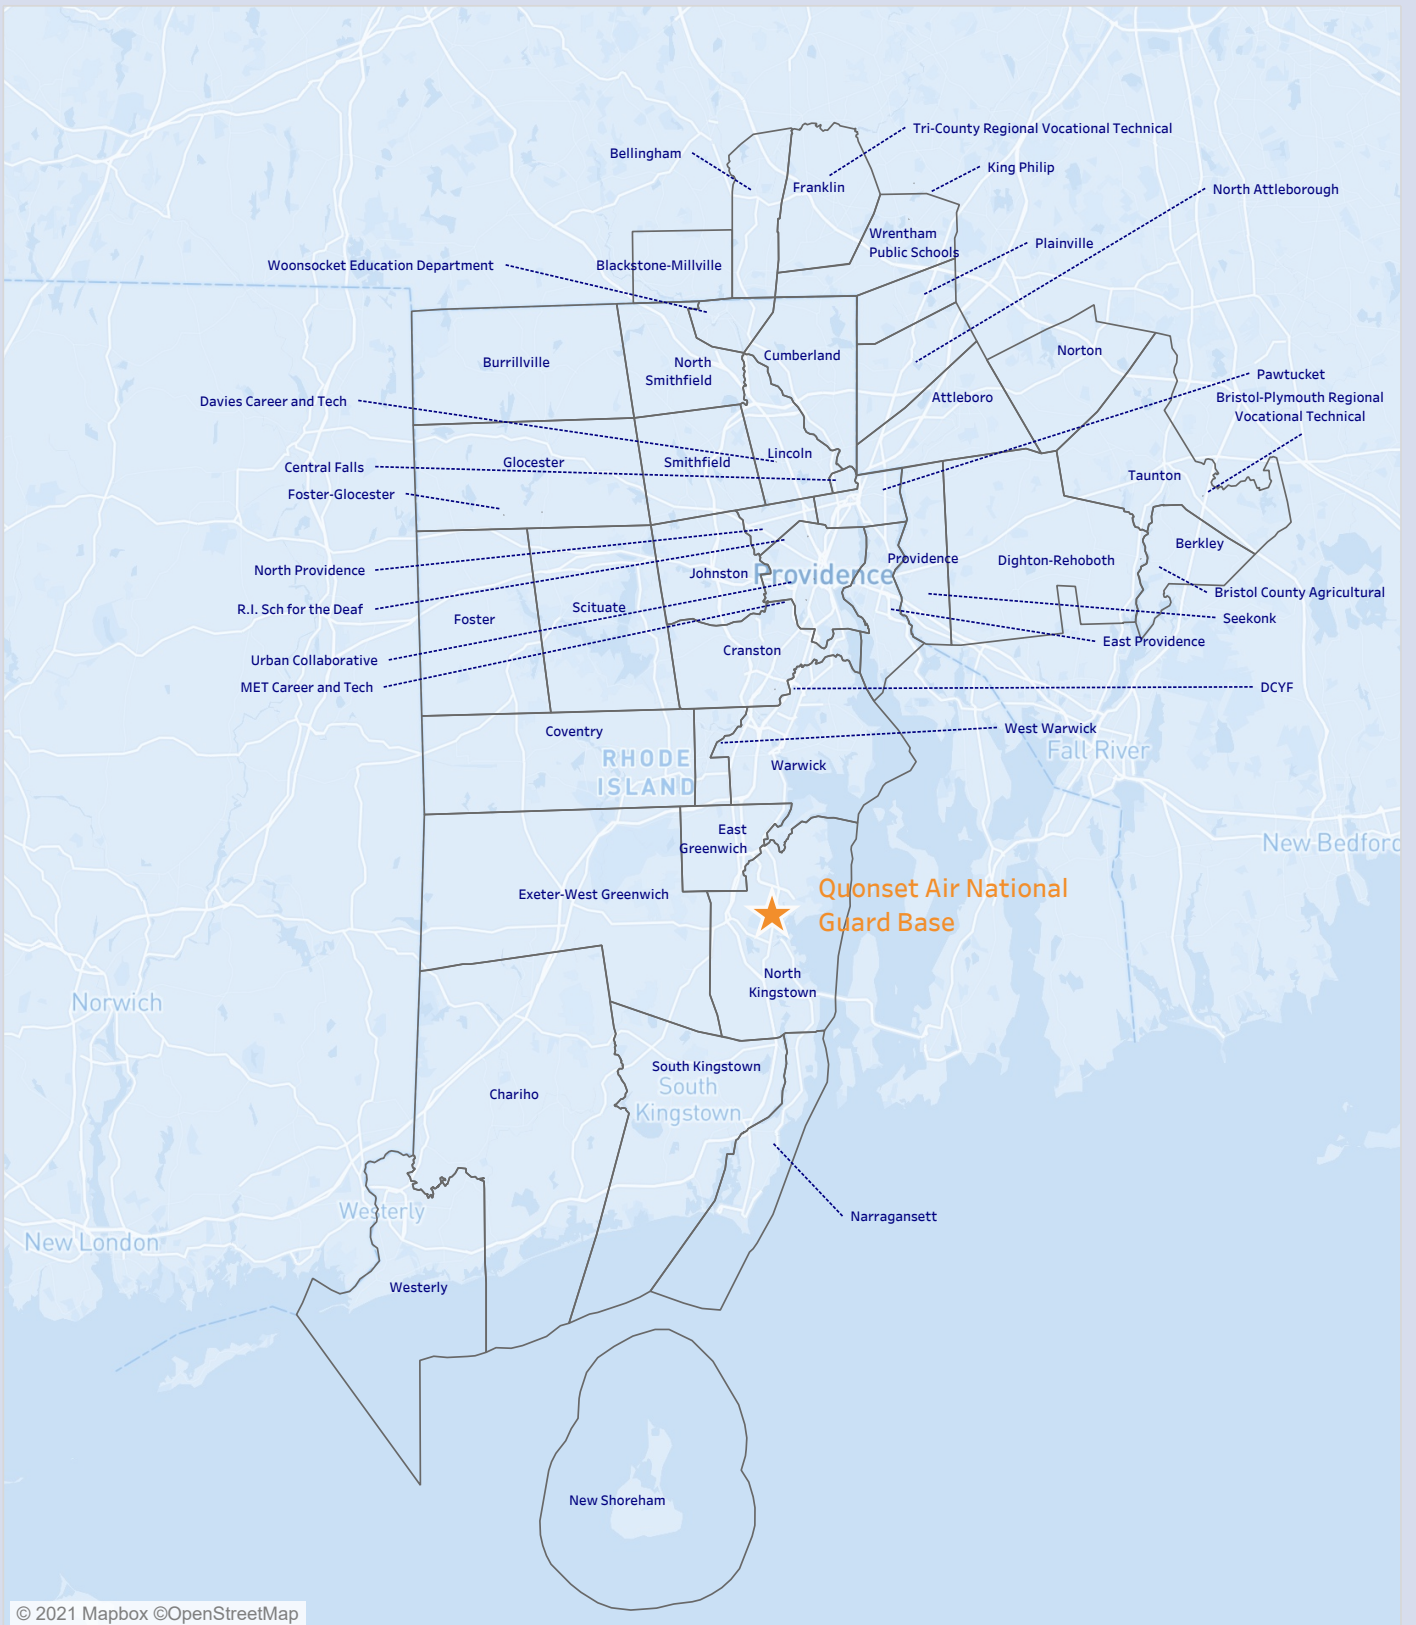 Tri-County Regional Vocational Technical
Bellingham
King Philip
Franklin
North Attleborough
Wrentham
Public Schools
Plainville
Woonsocket Education Department
Blackstone-Millville
Burrillville
North
Smithfield
Cumberland
Norton
Pawtucket
Davies Career and Tech
Attleboro
Bristol-Plymouth Regional
Vocational Technical
Central Falls
Glocester
Smithfield
Lincoln
Taunton
Foster-Glocester
North Providence
Johnston
Providence
Providence
Dighton-Rehoboth
Berkley
Bristol County Agricultural
R.I. Sch for the Deaf
Foster
Scituate
Seekonk
East Providence
Urban Collaborative
Cranston
MET Career and Tech
DCYF
Coventry
West Warwick
RHODE
ISLAND
Warwick
Fall River
East
Greenwich
New Bedford
Exeter-West Greenwich
Quonset Air National
Guard Base
North
Kingstown
Norwich
South Kingstown
South
Kingstown
Chariho
Westerly
Narragansett
New London
Westerly
New Shoreham
© 2021 Mapbox ©OpenStreetMap